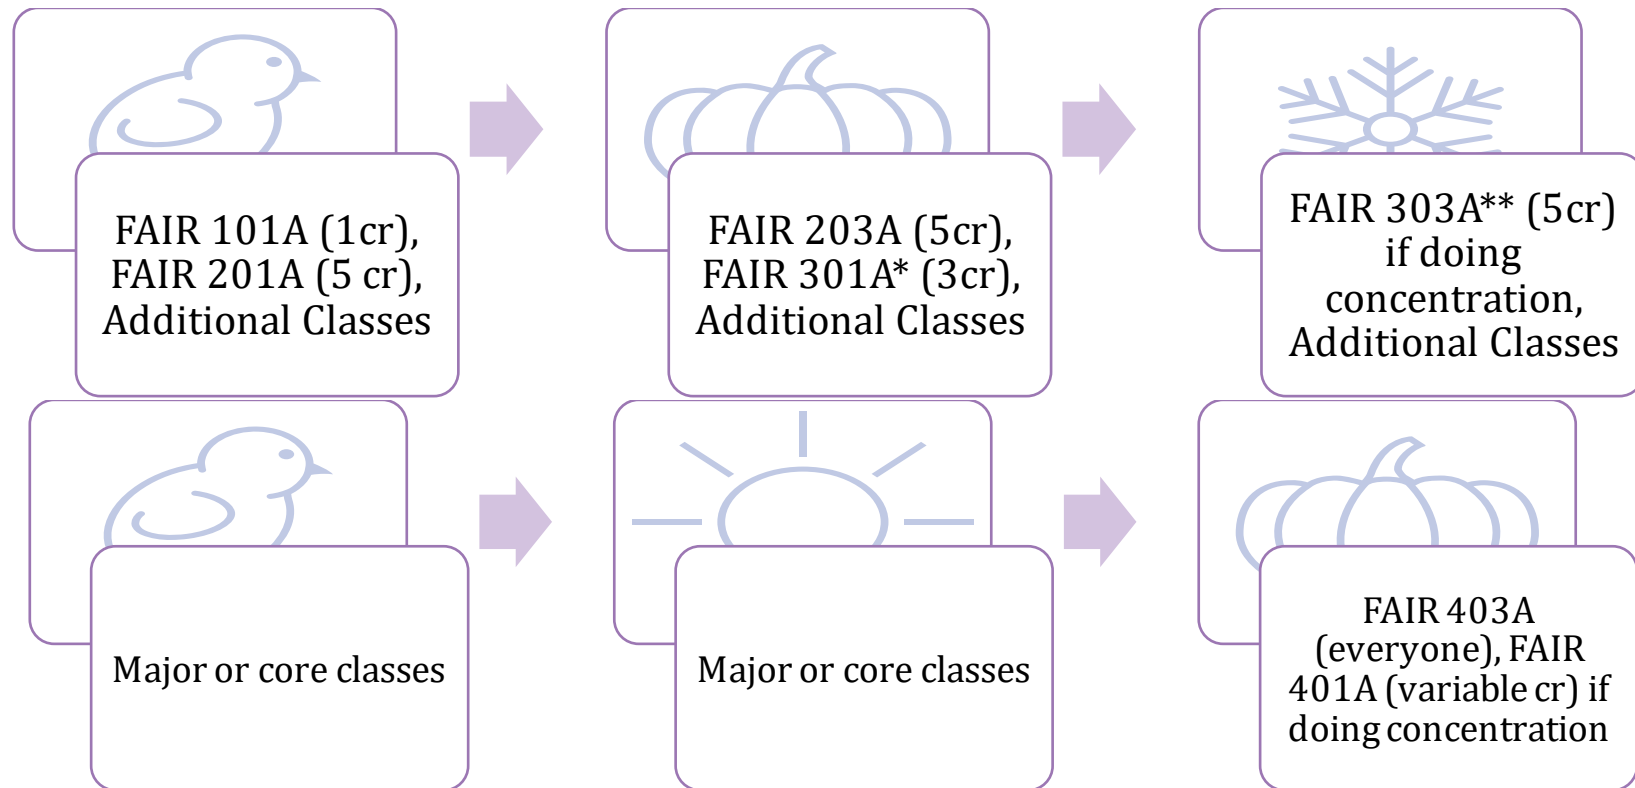 FAIR 101A (1cr),
FAIR 201A (5 cr),
Additional Classes
FAIR 203A (5cr),
FAIR 301A* (3cr),
Additional Classes
FAIR 303A** (5cr)
if doing
concentration,
Additional Classes
Major or core classes
Major or core classes
FAIR 403A
(everyone), FAIR
401A (variable cr) if
doing concentration